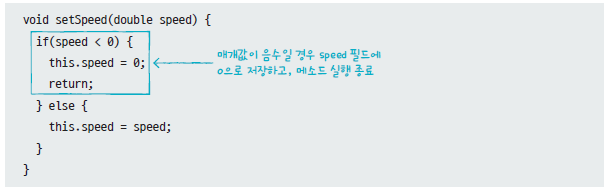 void setSpeed(double speed) {
if(speed < 0) {
this.speed = 0;
매개값이 음수일 경우 speed 필드에
0으로 저장하고, 메소드 실행 종료
return;
} else {
this.speed = speed;
}
}